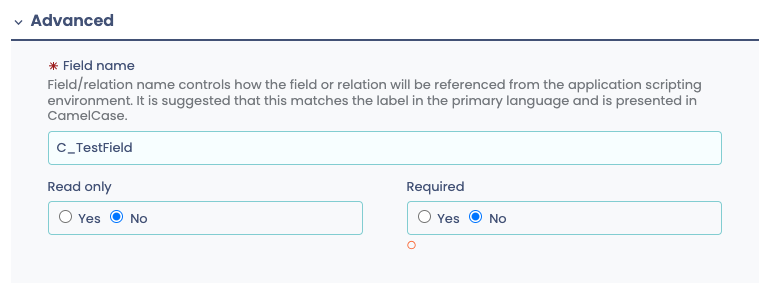 Advanced
* Field name
Field/relation name controls how the field or relation will be referenced from the application scripting
environment. It is suggested that this matches the label in the primary language and is presented in
CamelCase.
C_TestField
Read only Required
Yes No Yes No